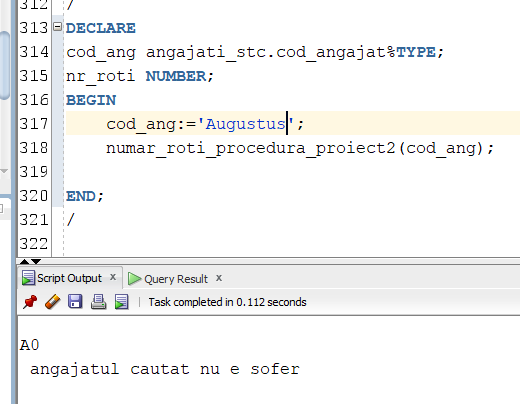 312 /
313 DECLARE
314 cod_ang angajati_stc.cod_angajat%TYPE;
315 nr_roti NUMBER;
316 BEGIN
317 cod_ang:='Augustus';
318 numar_roti_procedura_proiect2(cod_ang);
319
320 END;
321 /
322
Script Output x Query Result x
Task completed in 0.112 seconds
A0
angajatul cautat nu e sofer